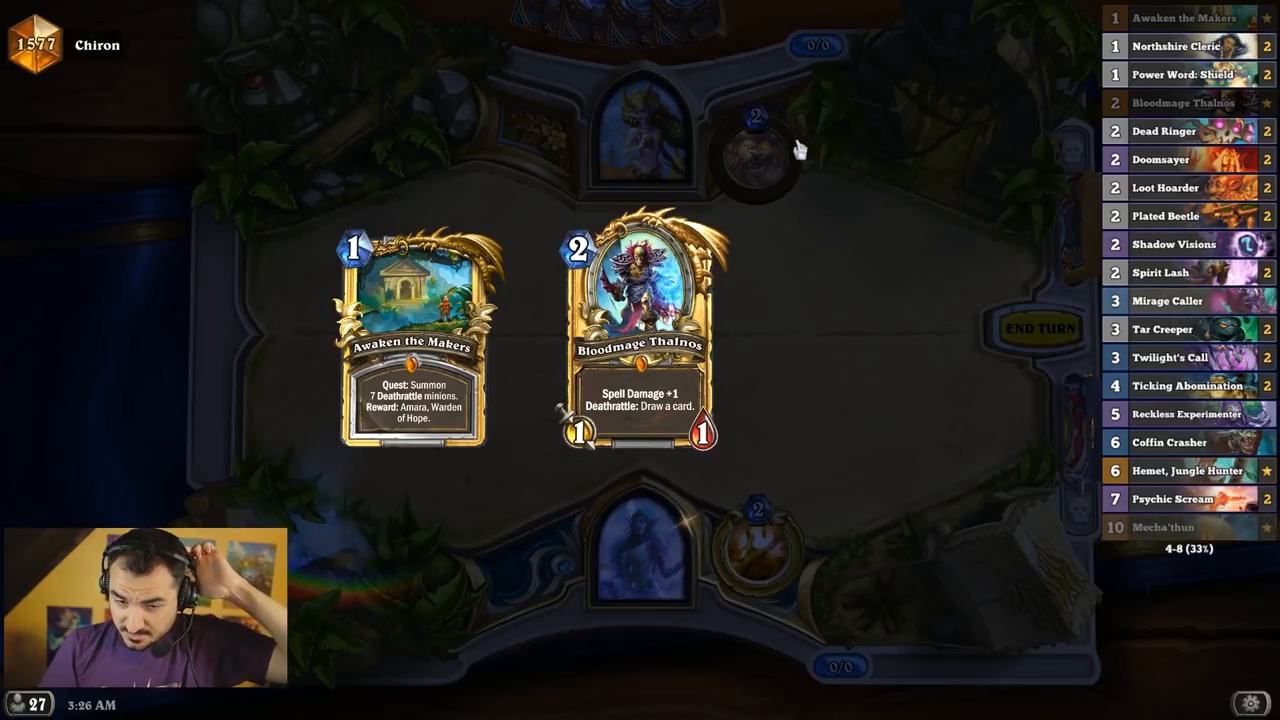 1577 Chiron
0/0
2
1
Awaken the Makers
Quest: Summon
7 Deathrattle minions.
Reward: Amara, Warden
of Hope.
2
Bloodmage Thalnos
Spell Damage +1
Deathrattle: Draw a card.
1 1
END TURN
2
0/0
27 3:26 AM
1 Awaken the Makers
1 Northshire Cleric 2
1 Power Word: Shield 2
2 Bloodmage Thalnos
2 Dead Ringer 2
2 Doomsayer 2
2 Loot Hoarder 2
2 Plated Beetle 2
2 Shadow Visions 2
2 Spirit Lash 2
3 Mirage Caller
3 Tar Creeper 2
3 Twilight's Call 2
4 Ticking Abomination 2
5 Reckless Experimenter
6 Coffin Crasher
6 Hemet, Jungle Hunter
7 Psychic Scream 2
10 Mecha'thun
4-8 (33%)